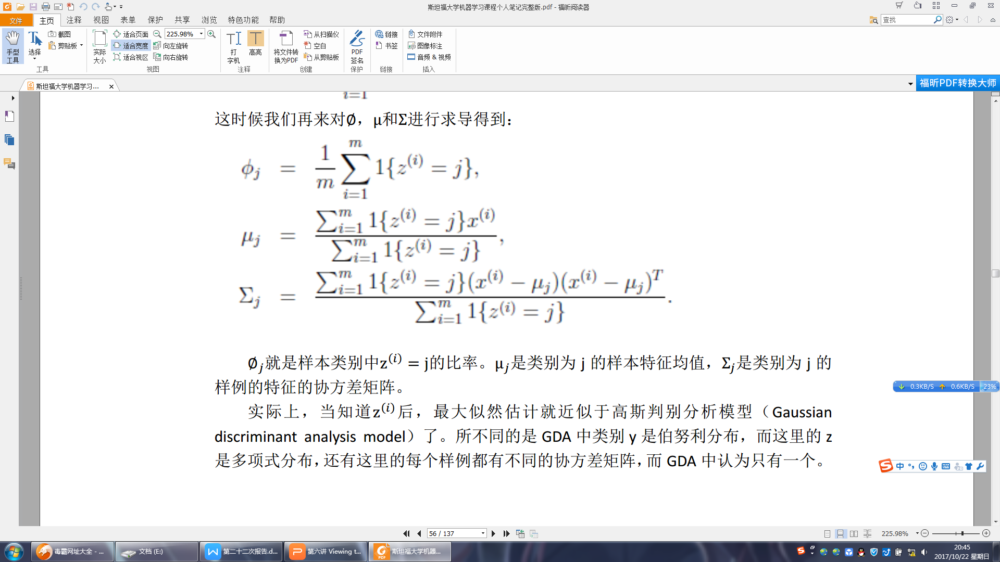 斯坦福大学机器学习课程个人笔记完整版.pdf - 福昕阅读器
文件 主页 注释 视图 表单 保护 共享 浏览 特色功能 帮助 查找
手型工具 选择 截图 剪贴板 实际大小 适合页面 适合宽度 适合视区 225.98% 向左旋转 向右旋转 打字机 高亮 将文件转换为PDF 从扫描仪 空白 从剪贴板 PDF签名 链接 书签 文件附件 图像标注 音频 & 视频
工具 视图 注释 创建 保护 链接 插入
斯坦福大学机器学习... 福昕PDF转换大师
i=1
这时候我们再来对∅，μ和Σ进行求导得到：
ϕ_j = \frac{1}{m} \sum_{i=1}^{m} 1\{z^{(i)} = j\},
μ_j = \frac{\sum_{i=1}^{m} 1\{z^{(i)} = j\}x^{(i)}}{\sum_{i=1}^{m} 1\{z^{(i)} = j\}},
Σ_j = \frac{\sum_{i=1}^{m} 1\{z^{(i)} = j\}(x^{(i)} − μ_j)(x^{(i)} − μ_j)^T}{\sum_{i=1}^{m} 1\{z^{(i)} = j\}}.
∅_j就是样本类别中z^{(i)} = j的比率。μ_j是类别为 j 的样本特征均值，Σ_j是类别为 j 的
样例的特征的协方差矩阵。
实际上，当知道z^{(i)}后，最大似然估计就近似于高斯判别分析模型（Gaussian
discriminant analysis model）了。所不同的是 GDA 中类别 y 是伯努利分布，而这里的 z
是多项式分布，还有这里的每个样例都有不同的协方差矩阵，而 GDA 中认为只有一个。
0.3KB/S 0.6KB/S 23%
中
56 / 137 225.98%
毒霸网址大全 - ... 文档 (E:) 第二十二次报告.d... 第六讲 Viewing t... 斯坦福大学机器...
20:45
2017/10/22 星期日